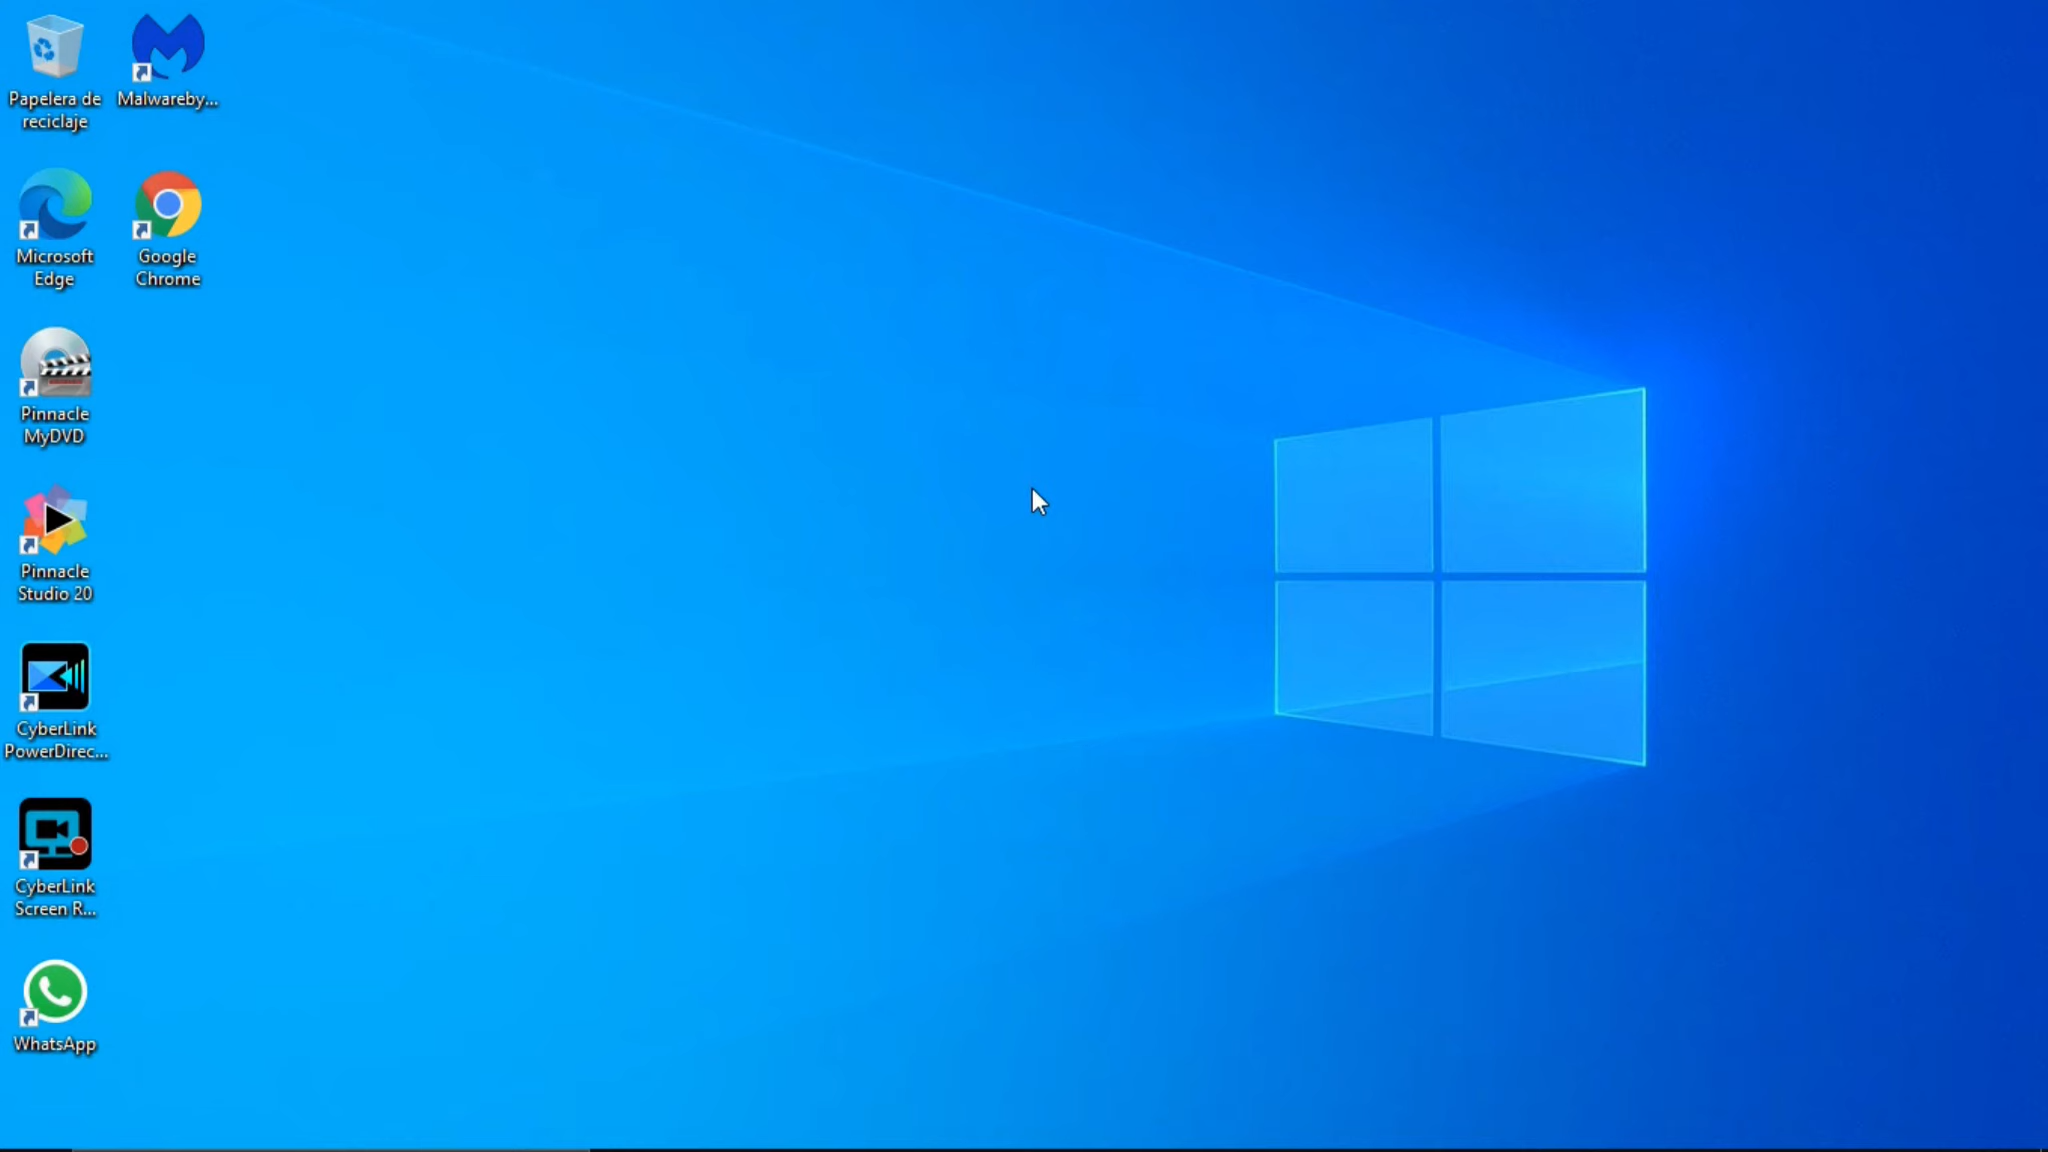 Papelera de
reciclaje
Malwareby...
Microsoft
Edge
Google
Chrome
Pinnacle
MyDVD
Pinnacle
Studio 20
CyberLink
PowerDirec...
CyberLink
Screen R...
WhatsApp